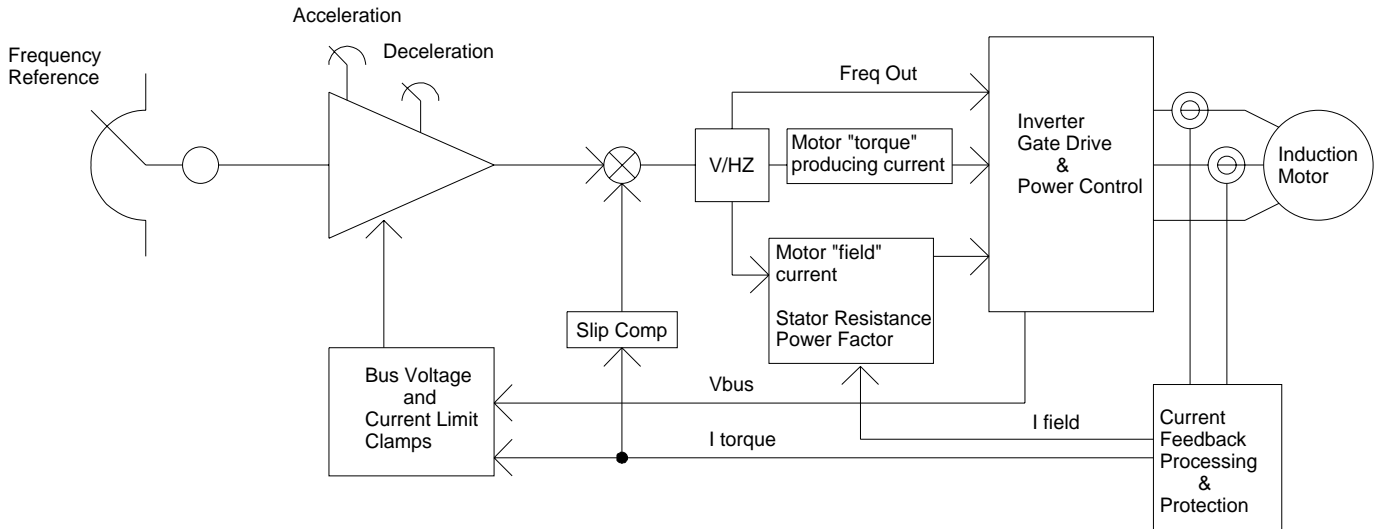 Acceleration
Deceleration
Frequency
Reference
Freq Out
V/HZ
Motor "torque"
producing current
Inverter
Gate Drive
&
Power Control
Induction
Motor
Motor "field"
current
Stator Resistance
Power Factor
Slip Comp
Bus Voltage
and
Current Limit
Clamps
Vbus
I field
I torque
Current
Feedback
Processing
&
Protection